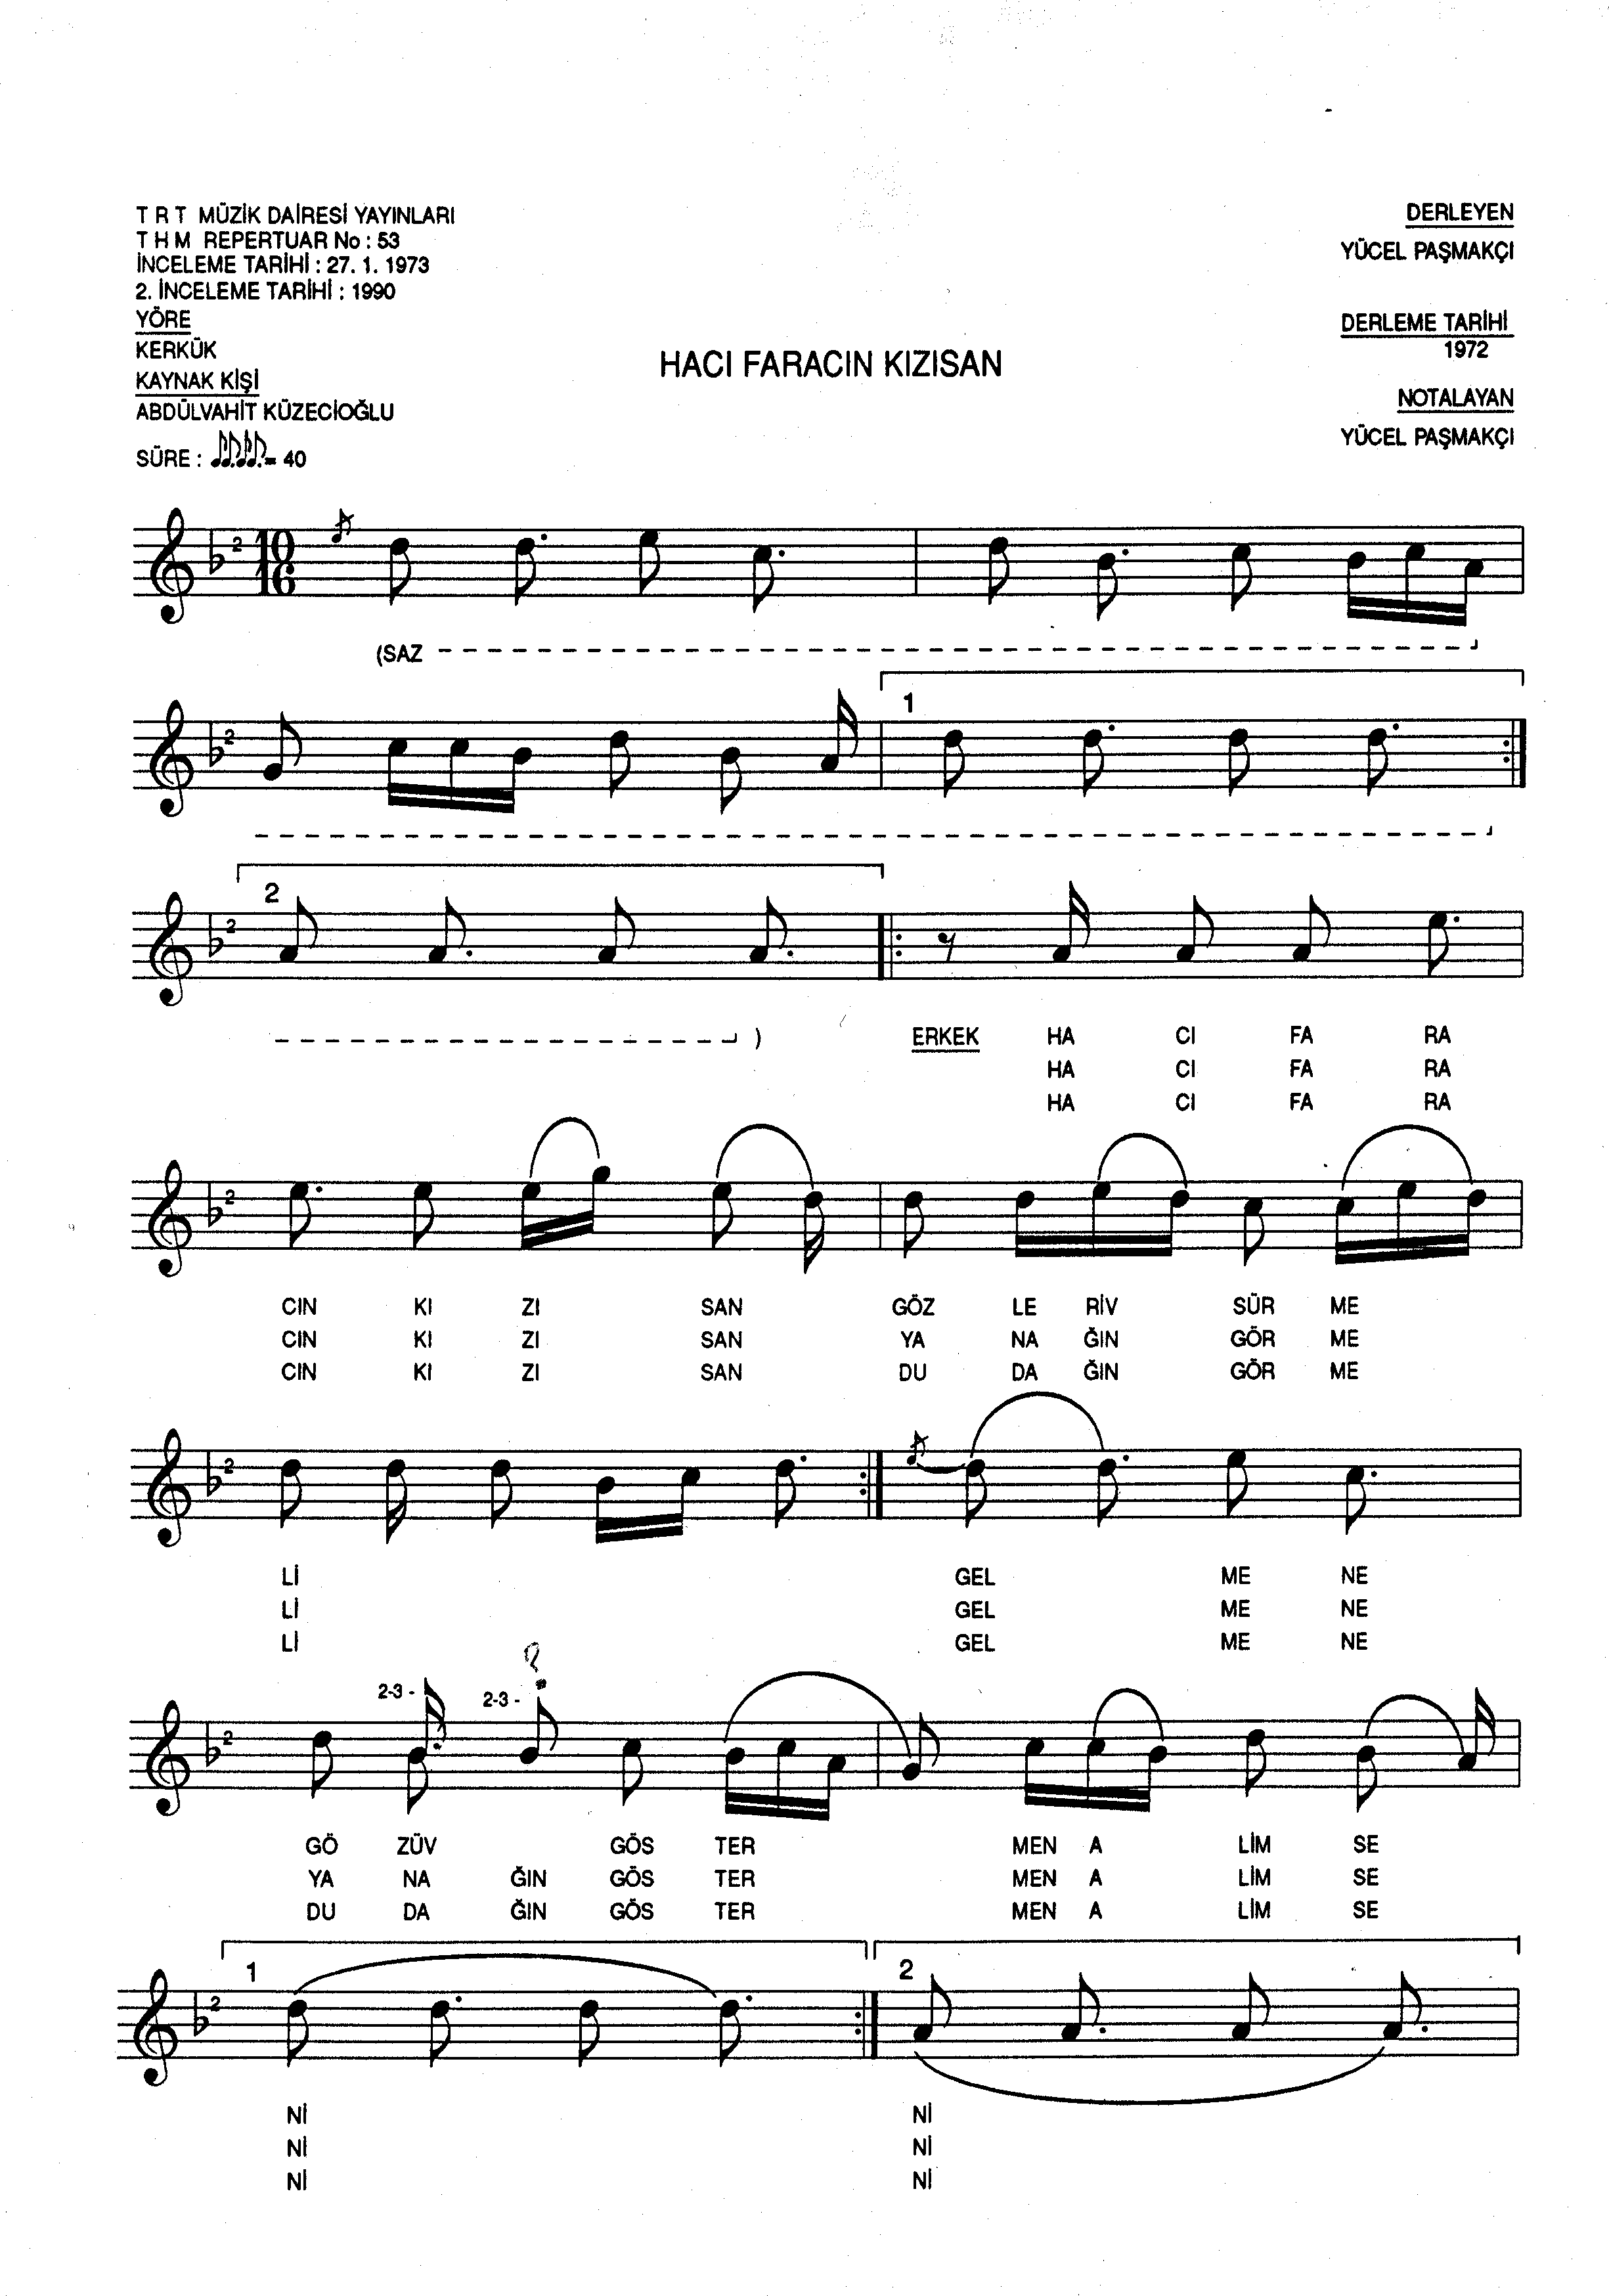 T R T MÜZİK DAİRESİ YAYINLARI
T H M REPERTUAR No : 53
İNCELEME TARİHİ : 27. 1. 1973
2. İNCELEME TARİHİ : 1990
YÖRE
KERKÜK
KAYNAK KİŞİ
ABDÜLVAHİT KÜZECİOĞLU
SÜRE : = 40
DERLEYEN
YÜCEL PAŞMAKÇI
DERLEME TARİHİ
1972
NOTALAYAN
YÜCEL PAŞMAKÇI
HACI FARACIN KIZISAN
2 10 16
(SAZ
2 1
2 2
) ERKEK HA CI FA RA
HA CI FA RA
HA CI FA RA
2
CIN KI ZI SAN GÖZ LE RİV SÜR ME
CIN KI ZI SAN YA NA ĞIN GÖR ME
CIN KI ZI SAN DU DA ĞIN GÖR ME
2
Lİ GEL ME NE
Lİ GEL ME NE
Lİ GEL ME NE
?
2-3 - 2-3 -
2
GÖ ZÜV GÖS TER MEN A LİM SE
YA NA ĞIN GÖS TER MEN A LİM SE
DU DA ĞIN GÖS TER MEN A LİM SE
1 2
2
Nİ Nİ
Nİ Nİ
Nİ Nİ